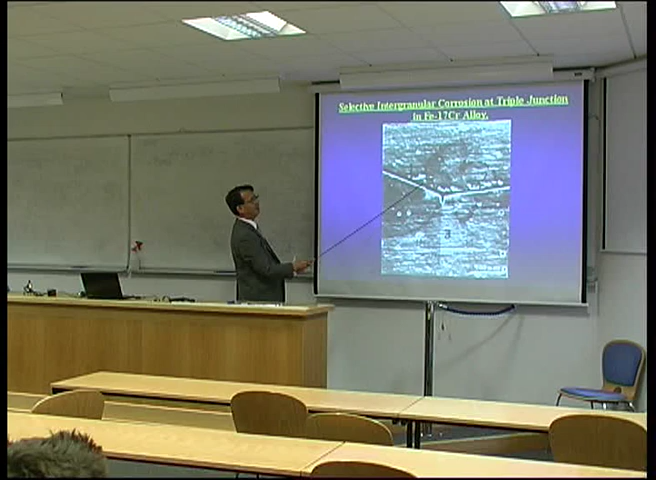 Selective Intergranular Corrosion at Triple Junction
in Fe-17Cr Alloy.